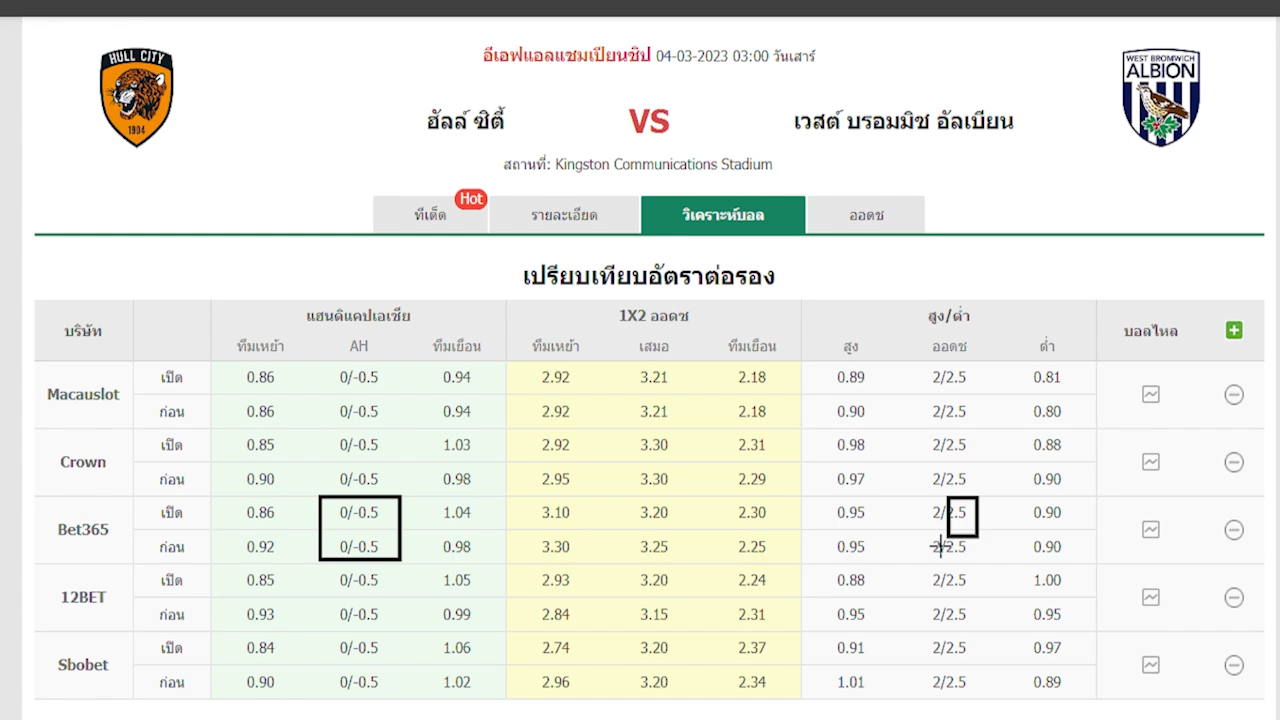 HULL CITY
1904
อีเอฟแอลแชมเปียนชิป 04-03-2023 03:00 วันเสาร์
WEST BROMWICH
ALBION
ฮัลล์ ซิตี้ VS เวสต์ บรอมมิช อัลเบียน
สถานที่: Kingston Communications Stadium
ทีเด็ด Hot รายละเอียด วิเคราะห์บอล ออดซ
เปรียบเทียบอัตราต่อรอง
บริษัท แฮนดิแคปเอเชีย 1X2 ออดซ สูง/ต่ำ บอลไหล
ทีมเหย้า AH ทีมเยือน ทีมเหย้า เสมอ ทีมเยือน สูง ออดซ ต่ำ
Macauslot เปิด 0.86 0/-0.5 0.94 2.92 3.21 2.18 0.89 2/2.5 0.81
ก่อน 0.86 0/-0.5 0.94 2.92 3.21 2.18 0.90 2/2.5 0.80
Crown เปิด 0.85 0/-0.5 1.03 2.92 3.30 2.31 0.98 2/2.5 0.88
ก่อน 0.90 0/-0.5 0.98 2.95 3.30 2.29 0.97 2/2.5 0.90
Bet365 เปิด 0.86 0/-0.5 1.04 3.10 3.20 2.30 0.95 2/2.5 0.90
ก่อน 0.92 0/-0.5 0.98 3.30 3.25 2.25 0.95 2/2.5 0.90
12BET เปิด 0.85 0/-0.5 1.05 2.93 3.20 2.24 0.88 2/2.5 1.00
ก่อน 0.93 0/-0.5 0.99 2.84 3.15 2.31 0.95 2/2.5 0.95
Sbobet เปิด 0.84 0/-0.5 1.06 2.74 3.20 2.37 0.91 2/2.5 0.97
ก่อน 0.90 0/-0.5 1.02 2.96 3.20 2.34 1.01 2/2.5 0.89